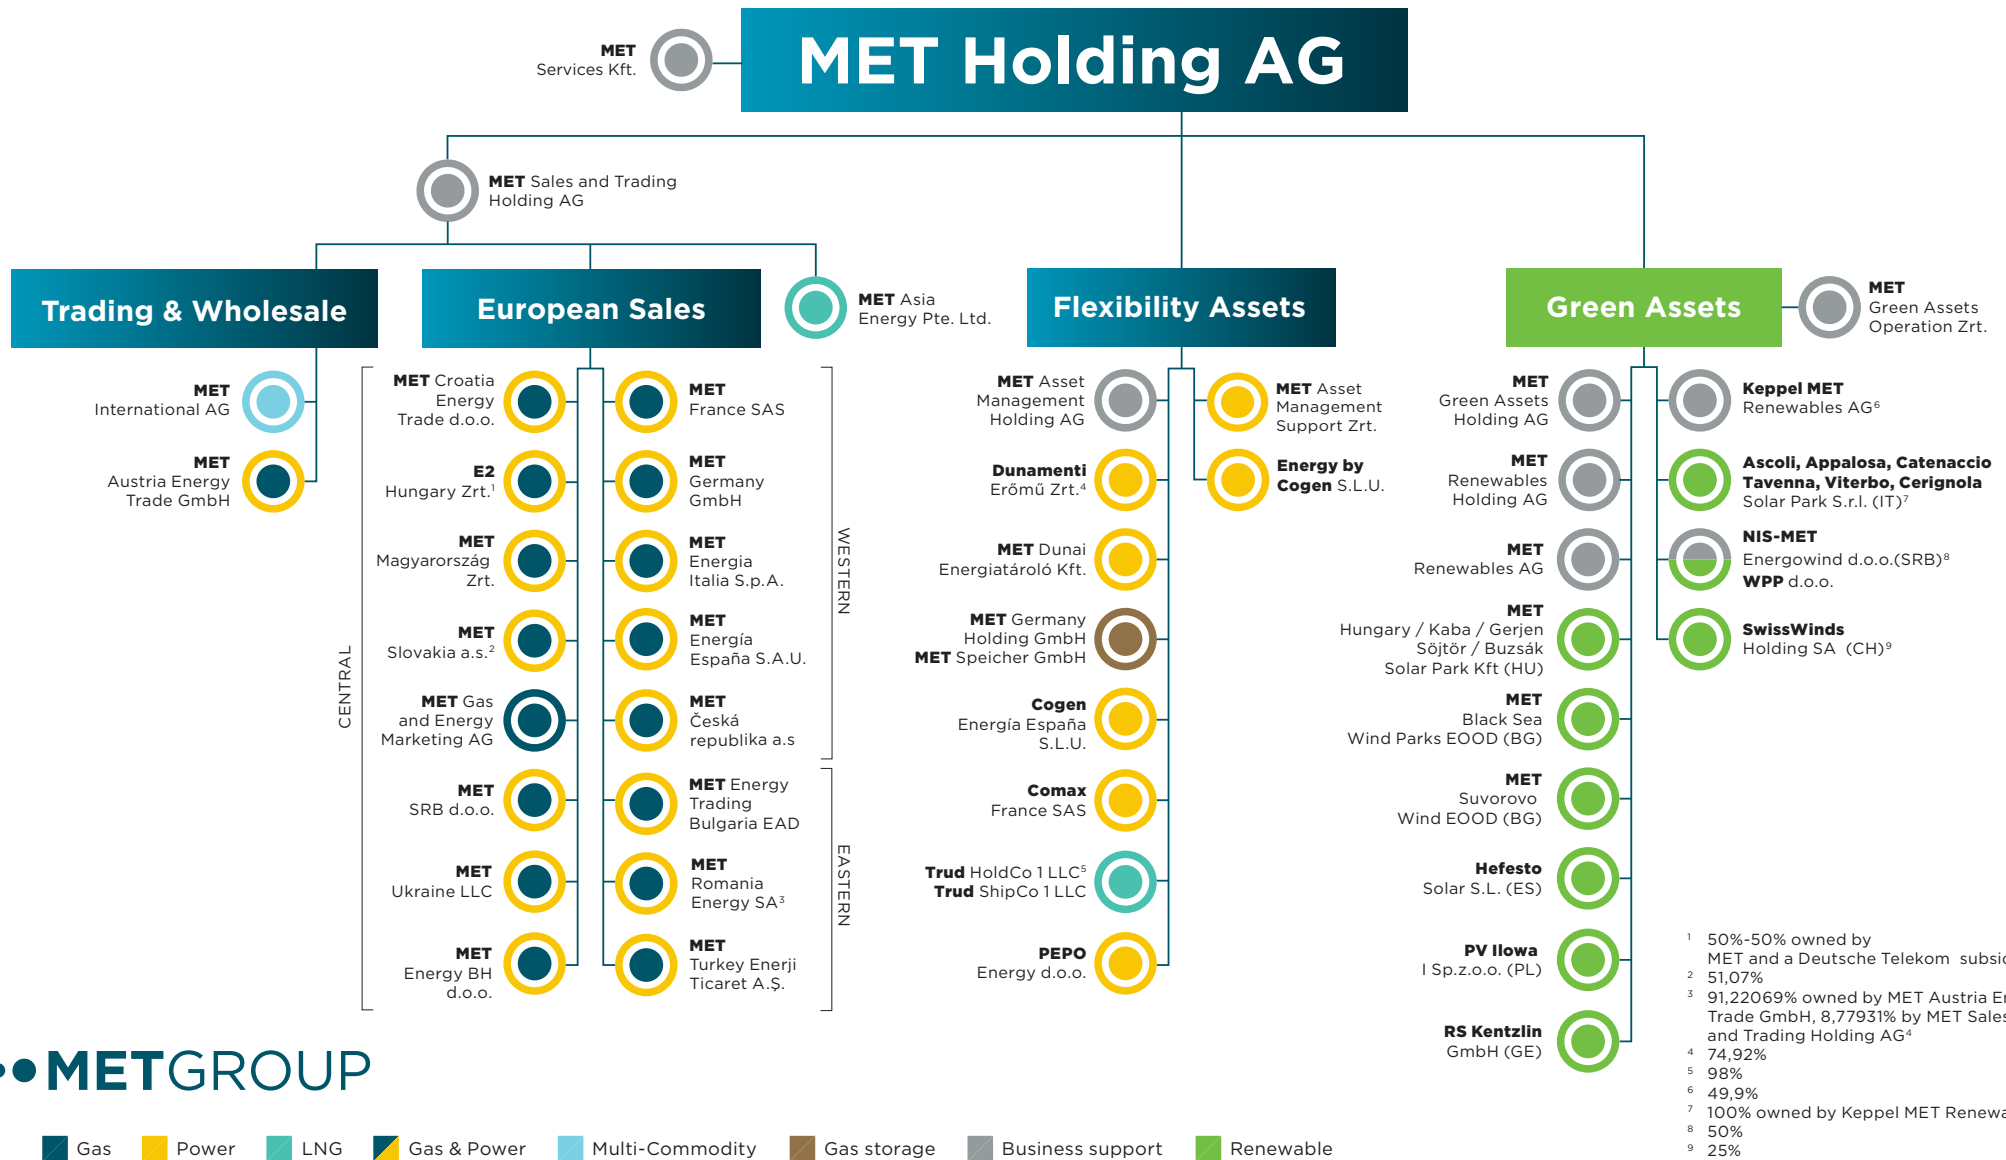 MET Holding AG
MET
Services Kft.
MET Sales and Trading
Holding AG
Trading & Wholesale
European Sales
MET Asia
Energy Pte. Ltd.
Flexibility Assets
Green Assets
MET
Green Assets
Operation Zrt.
MET
International AG
MET
Austria Energy
Trade GmbH
CENTRAL
MET Croatia
Energy
Trade d.o.o.
E2
Hungary Zrt.¹
MET
Magyarország
Zrt.
MET
Slovakia a.s.²
MET Gas
and Energy
Marketing AG
MET
SRB d.o.o.
MET
Ukraine LLC
MET
Energy BH
d.o.o.
WESTERN
MET
France SAS
MET
Germany
GmbH
MET
Energia
Italia S.p.A.
MET
Energía
España S.A.U.
MET
Česká
republika a.s
EASTERN
MET Energy
Trading
Bulgaria EAD
MET
Romania
Energy SA³
MET
Turkey Enerji
Ticaret A.Ş.
MET Asset
Management
Holding AG
Dunamenti
Erőmű Zrt.⁴
MET Dunai
Energiatároló Kft.
MET Germany
Holding GmbH
MET Speicher GmbH
Cogen
Energía España
S.L.U.
Comax
France SAS
Trud HoldCo 1 LLC⁵
Trud ShipCo 1 LLC
PEPO
Energy d.o.o.
MET Asset
Management
Support Zrt.
Energy by
Cogen S.L.U.
MET
Green Assets
Holding AG
MET
Renewables
Holding AG
MET
Renewables AG
MET
Hungary / Kaba / Gerjen
Söjtör / Buzsák
Solar Park Kft (HU)
MET
Black Sea
Wind Parks EOOD (BG)
MET
Suvorovo
Wind EOOD (BG)
Hefesto
Solar S.L. (ES)
PV Ilowa
I Sp.z.o.o. (PL)
RS Kentzlin
GmbH (GE)
Keppel MET
Renewables AG⁶
Ascoli, Appalosa, Catenaccio
Tavenna, Viterbo, Cerignola
Solar Park S.r.l. (IT)⁷
NIS-MET
Energowind d.o.o.(SRB)⁸
WPP d.o.o.
SwissWinds
Holding SA (CH)⁹
¹ 50%-50% owned by
MET and a Deutsche Telekom
² 51,07%
³ 91,22069% owned by MET Austria
Trade GmbH, 8,77931% by MET Sales
and Trading Holding AG⁴
⁴ 74,92%
⁵ 98%
⁶ 49,9%
⁷ 100% owned by Keppel MET
⁸ 50%
⁹ 25%
METGROUP
Gas
Power
LNG
Gas & Power
Multi-Commodity
Gas storage
Business support
Renewable